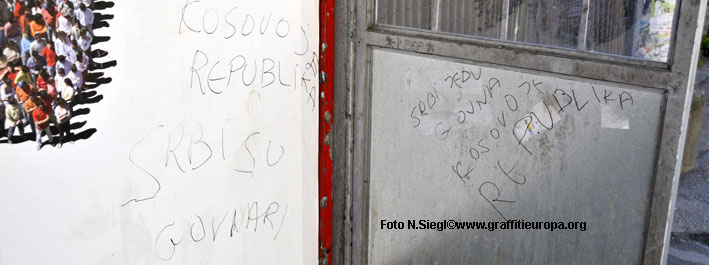 KOSOVO J
REPUBLIKA
SRBI SU
GOVNARI
SRBI JEDU
GOVNA
KOSOVO JE
REPUBLIKA
Foto N.Siegl©www.graffitieuropa.org